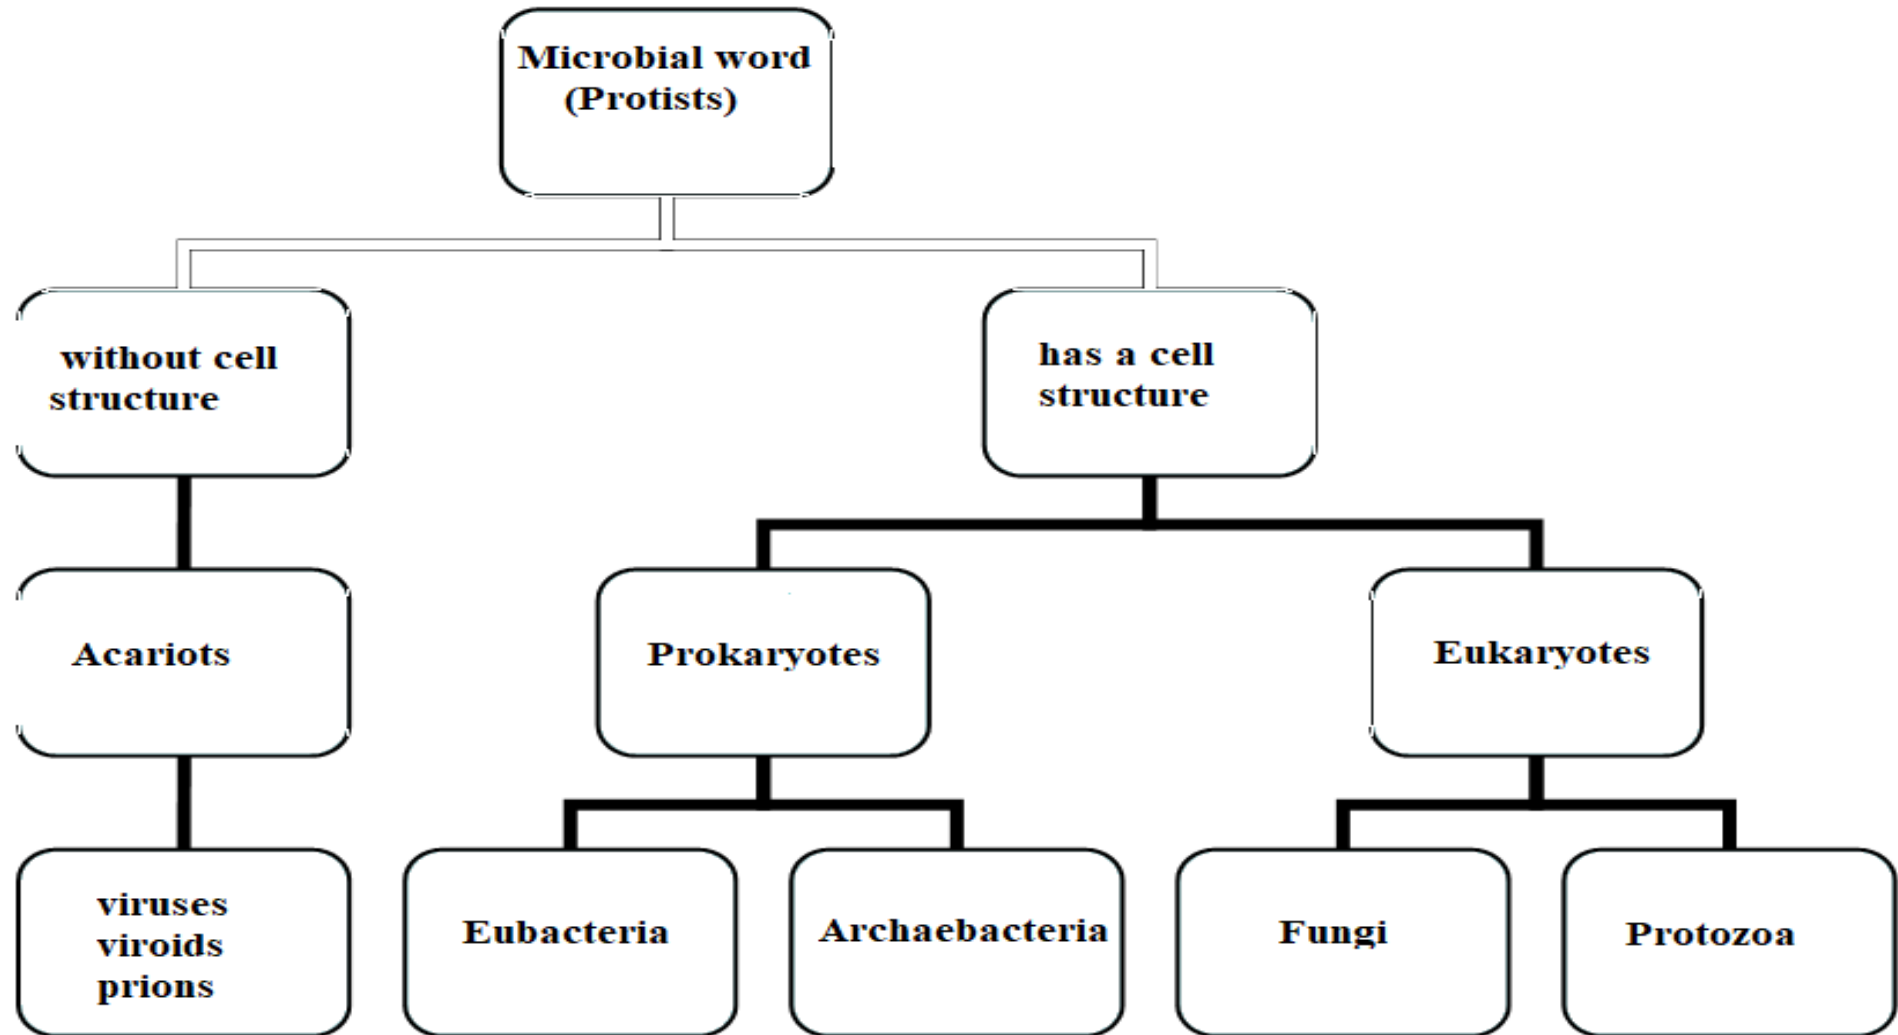 Microbial word
(Protists)
without cell
structure
has a cell
structure
Acariots
Prokaryotes
Eukaryotes
viruses
viroids
prions
Eubacteria
Archaebacteria
Fungi
Protozoa